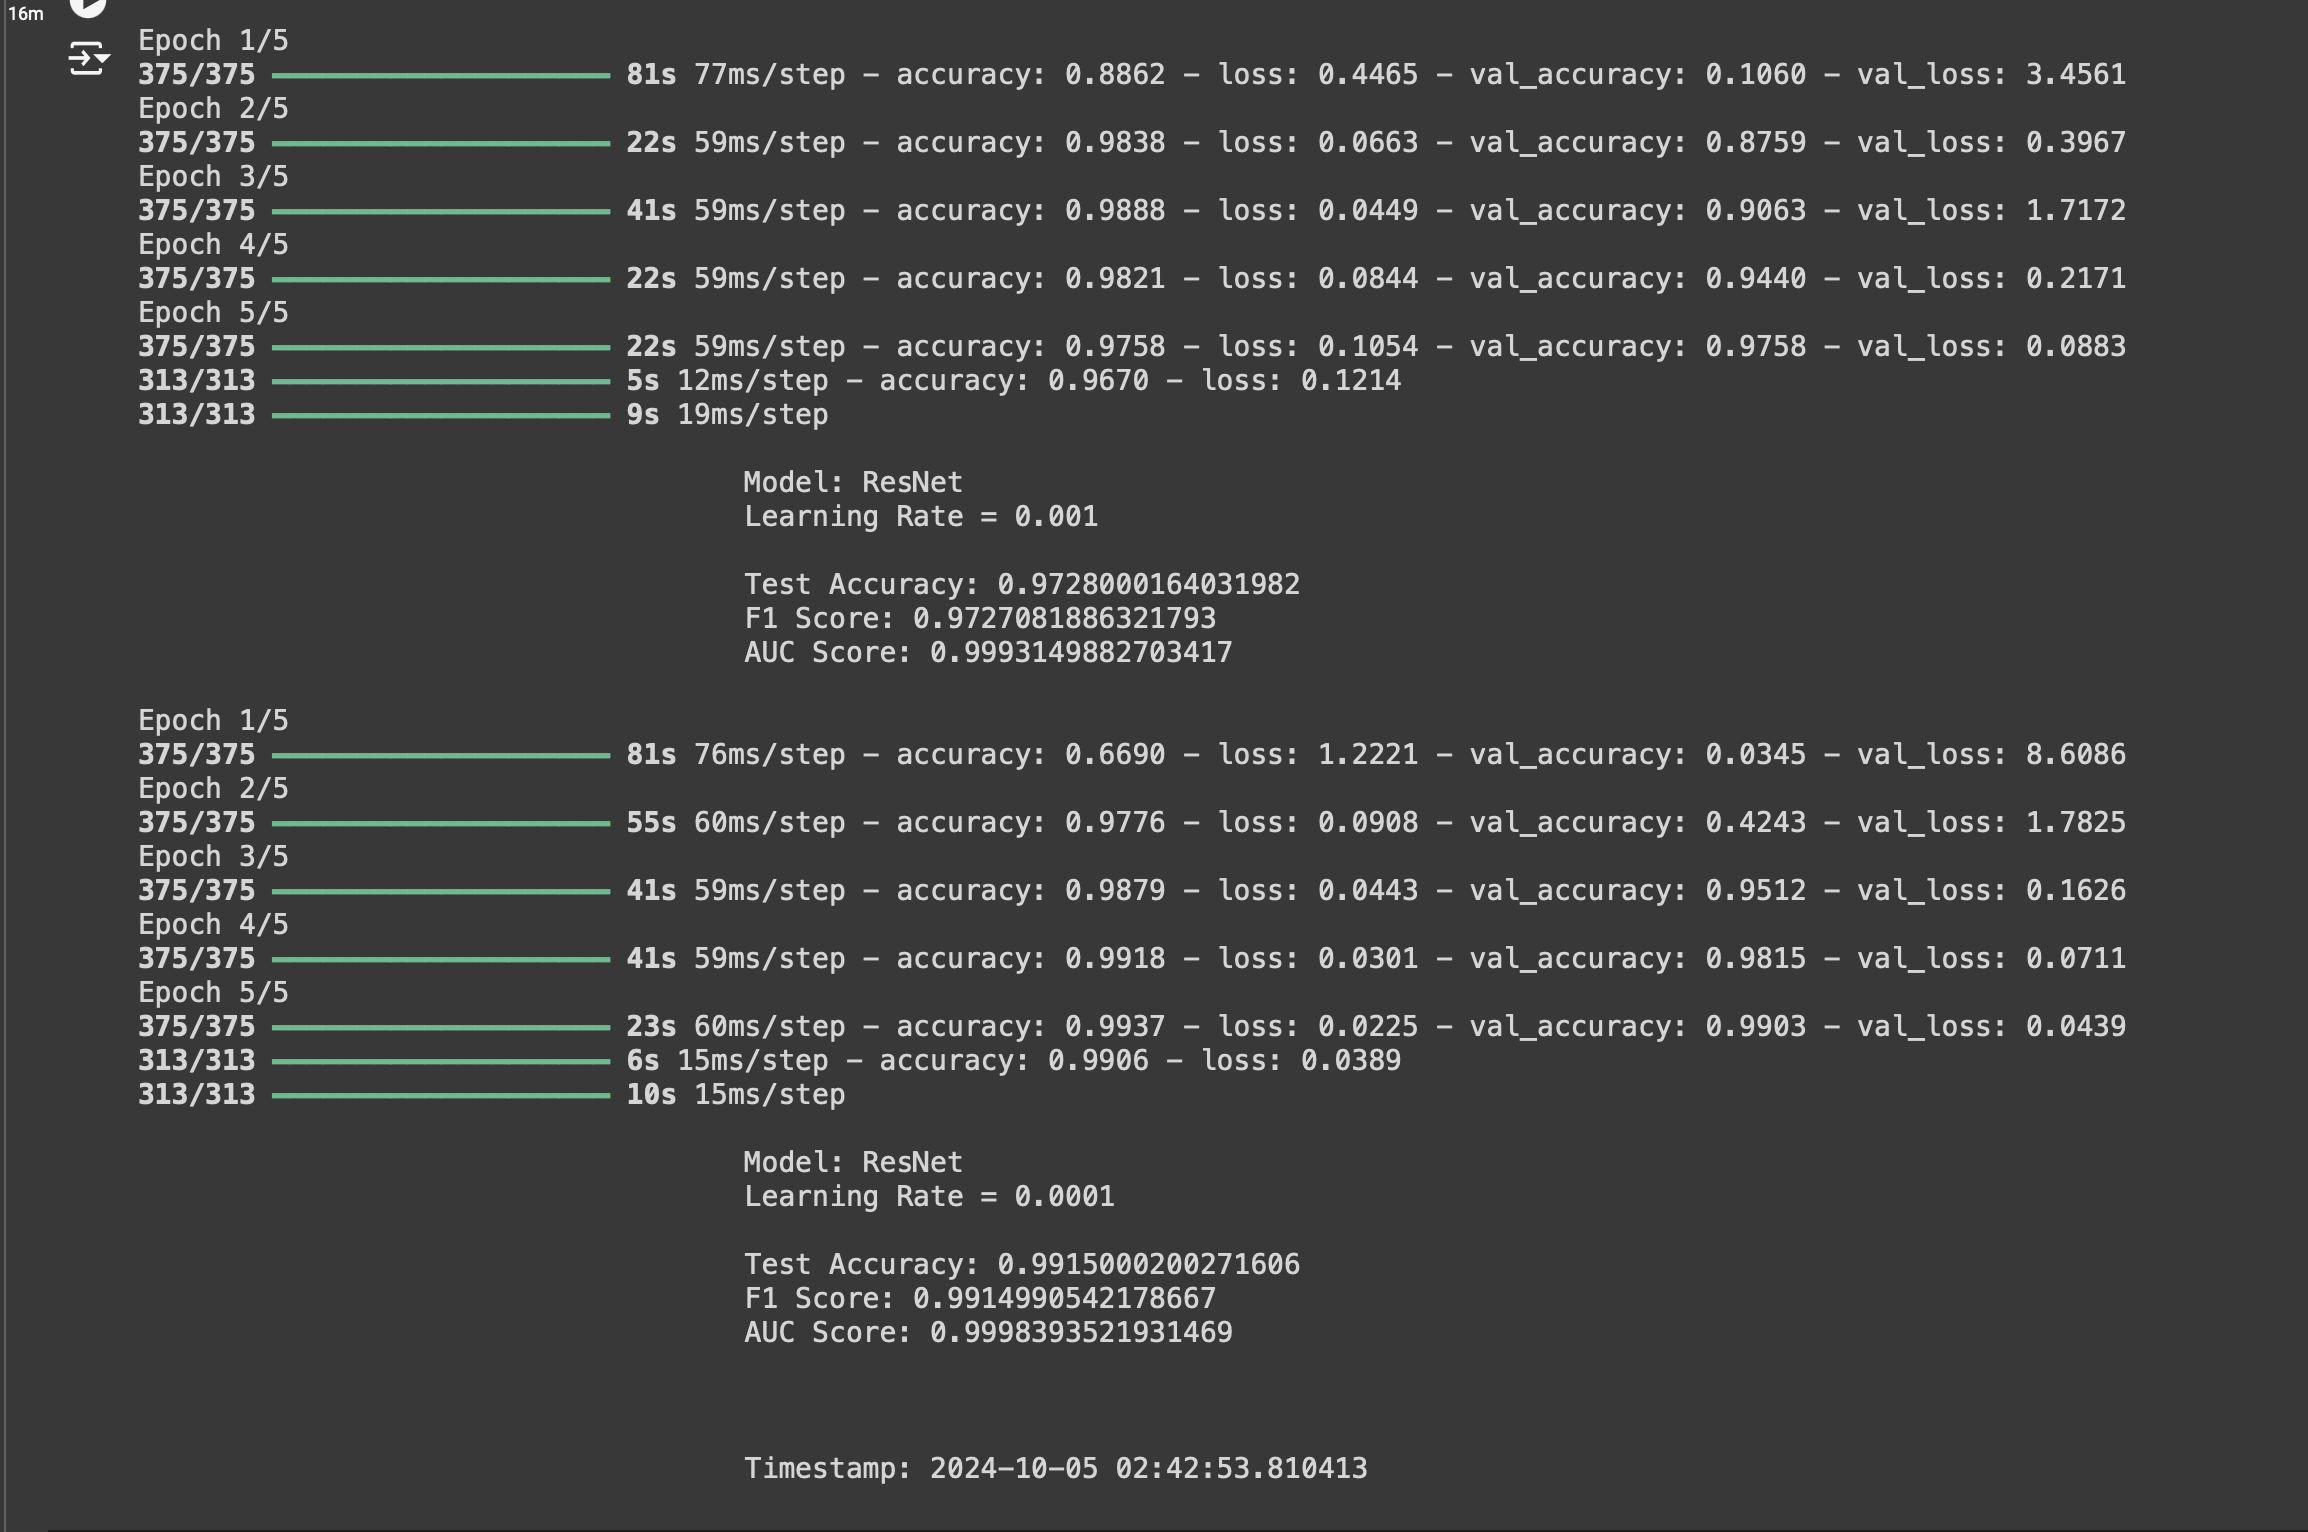 16m
Epoch 1/5
375/375 ━━━━━━━━━━━━━━━━━━━━ 81s 77ms/step - accuracy: 0.8862 - loss: 0.4465 - val_accuracy: 0.1060 - val_loss: 3.4561
Epoch 2/5
375/375 ━━━━━━━━━━━━━━━━━━━━ 22s 59ms/step - accuracy: 0.9838 - loss: 0.0663 - val_accuracy: 0.8759 - val_loss: 0.3967
Epoch 3/5
375/375 ━━━━━━━━━━━━━━━━━━━━ 41s 59ms/step - accuracy: 0.9888 - loss: 0.0449 - val_accuracy: 0.9063 - val_loss: 1.7172
Epoch 4/5
375/375 ━━━━━━━━━━━━━━━━━━━━ 22s 59ms/step - accuracy: 0.9821 - loss: 0.0844 - val_accuracy: 0.9440 - val_loss: 0.2171
Epoch 5/5
375/375 ━━━━━━━━━━━━━━━━━━━━ 22s 59ms/step - accuracy: 0.9758 - loss: 0.1054 - val_accuracy: 0.9758 - val_loss: 0.0883
313/313 ━━━━━━━━━━━━━━━━━━━━ 5s 12ms/step - accuracy: 0.9670 - loss: 0.1214
313/313 ━━━━━━━━━━━━━━━━━━━━ 9s 19ms/step
Model: ResNet
Learning Rate = 0.001
Test Accuracy: 0.9728000164031982
F1 Score: 0.9727081886321793
AUC Score: 0.9993149882703417
Epoch 1/5
375/375 ━━━━━━━━━━━━━━━━━━━━ 81s 76ms/step - accuracy: 0.6690 - loss: 1.2221 - val_accuracy: 0.0345 - val_loss: 8.6086
Epoch 2/5
375/375 ━━━━━━━━━━━━━━━━━━━━ 55s 60ms/step - accuracy: 0.9776 - loss: 0.0908 - val_accuracy: 0.4243 - val_loss: 1.7825
Epoch 3/5
375/375 ━━━━━━━━━━━━━━━━━━━━ 41s 59ms/step - accuracy: 0.9879 - loss: 0.0443 - val_accuracy: 0.9512 - val_loss: 0.1626
Epoch 4/5
375/375 ━━━━━━━━━━━━━━━━━━━━ 41s 59ms/step - accuracy: 0.9918 - loss: 0.0301 - val_accuracy: 0.9815 - val_loss: 0.0711
Epoch 5/5
375/375 ━━━━━━━━━━━━━━━━━━━━ 23s 60ms/step - accuracy: 0.9937 - loss: 0.0225 - val_accuracy: 0.9903 - val_loss: 0.0439
313/313 ━━━━━━━━━━━━━━━━━━━━ 6s 15ms/step - accuracy: 0.9906 - loss: 0.0389
313/313 ━━━━━━━━━━━━━━━━━━━━ 10s 15ms/step
Model: ResNet
Learning Rate = 0.0001
Test Accuracy: 0.9915000200271606
F1 Score: 0.9914990542178667
AUC Score: 0.9998393521931469
Timestamp: 2024-10-05 02:42:53.810413